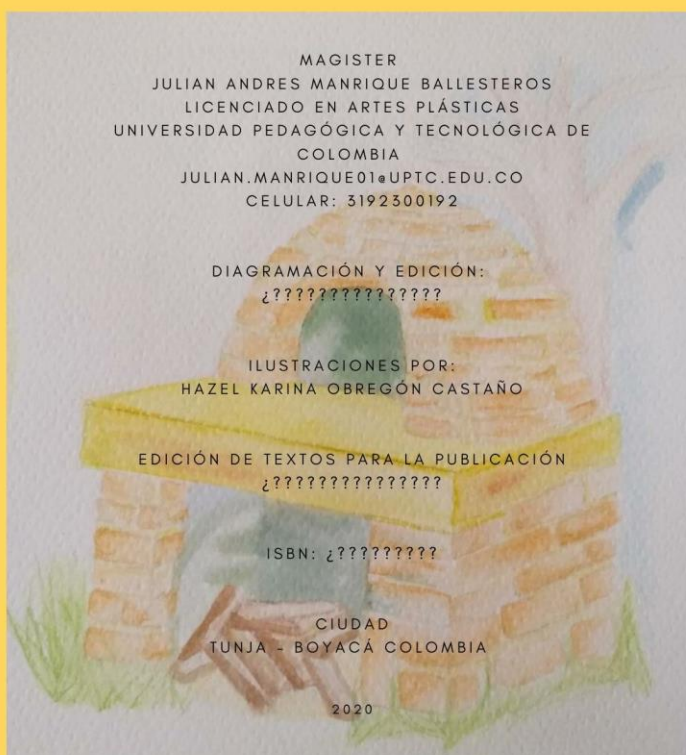 MAGISTER
JULIAN ANDRES MANRIQUE BALLESTEROS
LICENCIADO EN ARTES PLÁSTICAS
UNIVERSIDAD PEDAGÓGICA Y TECNOLÓGICA DE
COLOMBIA
JULIAN.MANRIQUE01@UPTC.EDU.CO
CELULAR: 3192300192
DIAGRAMACIÓN Y EDICIÓN:
¿???????????????
ILUSTRACIONES POR:
HAZEL KARINA OBREGÓN CASTAÑO
EDICIÓN DE TEXTOS PARA LA PUBLICACIÓN
¿???????????????
ISBN: ¿?????????
CIUDAD
TUNJA - BOYACÁ COLOMBIA
2020